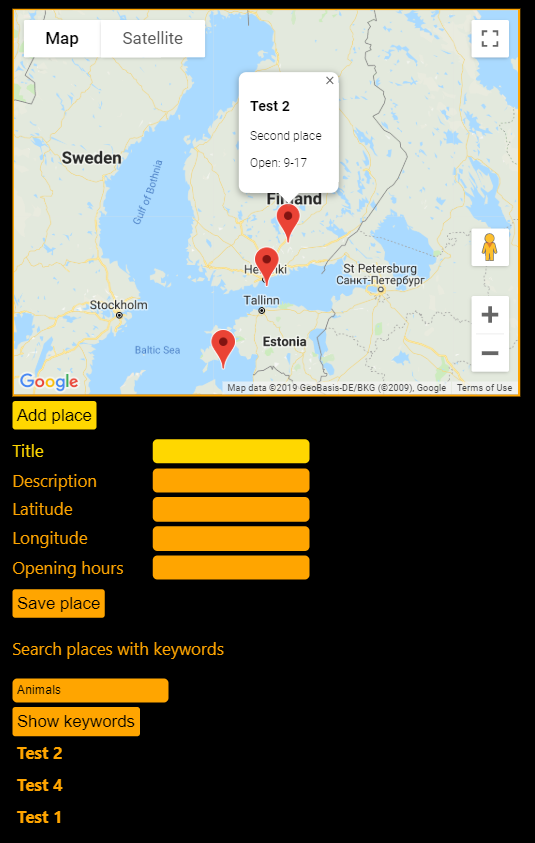 Map
Satellite
×
Test 2
Second place
Open: 9-17
Sweden
Finland
Gulf of Bothnia
Helsinki
St Petersburg
Санкт-Петербург
Tallinn
Stockholm
Estonia
Baltic Sea
Google
Map data ©2019 GeoBasis-DE/BKG (©2009), Google
Terms of Use
Add place
Title
Description
Latitude
Longitude
Opening hours
Save place
Search places with keywords
Animals
Show keywords
Test 2
Test 4
Test 1